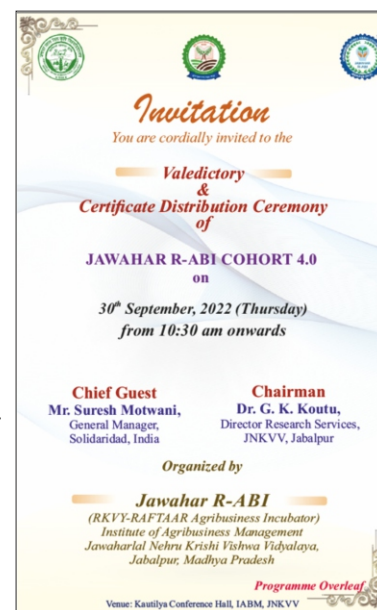 Invitation
You are cordially invited to the
Valedictory
&
Certificate Distribution Ceremony
of
JAWAHAR R-ABI COHORT 4.0
on
30th September, 2022 (Thursday)
from 10:30 am onwards
Chief Guest
Mr. Suresh Motwani,
General Manager,
Solidaridad, India
Chairman
Dr. G. K. Koutu,
Director Research Services,
JNKVV, Jabalpur
Organized by
Jawahar R-ABI
(RKVY-RAFTAAR Agribusiness Incubator)
Institute of Agribusiness Management
Jawaharlal Nehru Krishi Vishwa Vidyalaya,
Jabalpur, Madhya Pradesh
Programme Overleaf
Venue: Kautilya Conference Hall, IABM, JNKVV